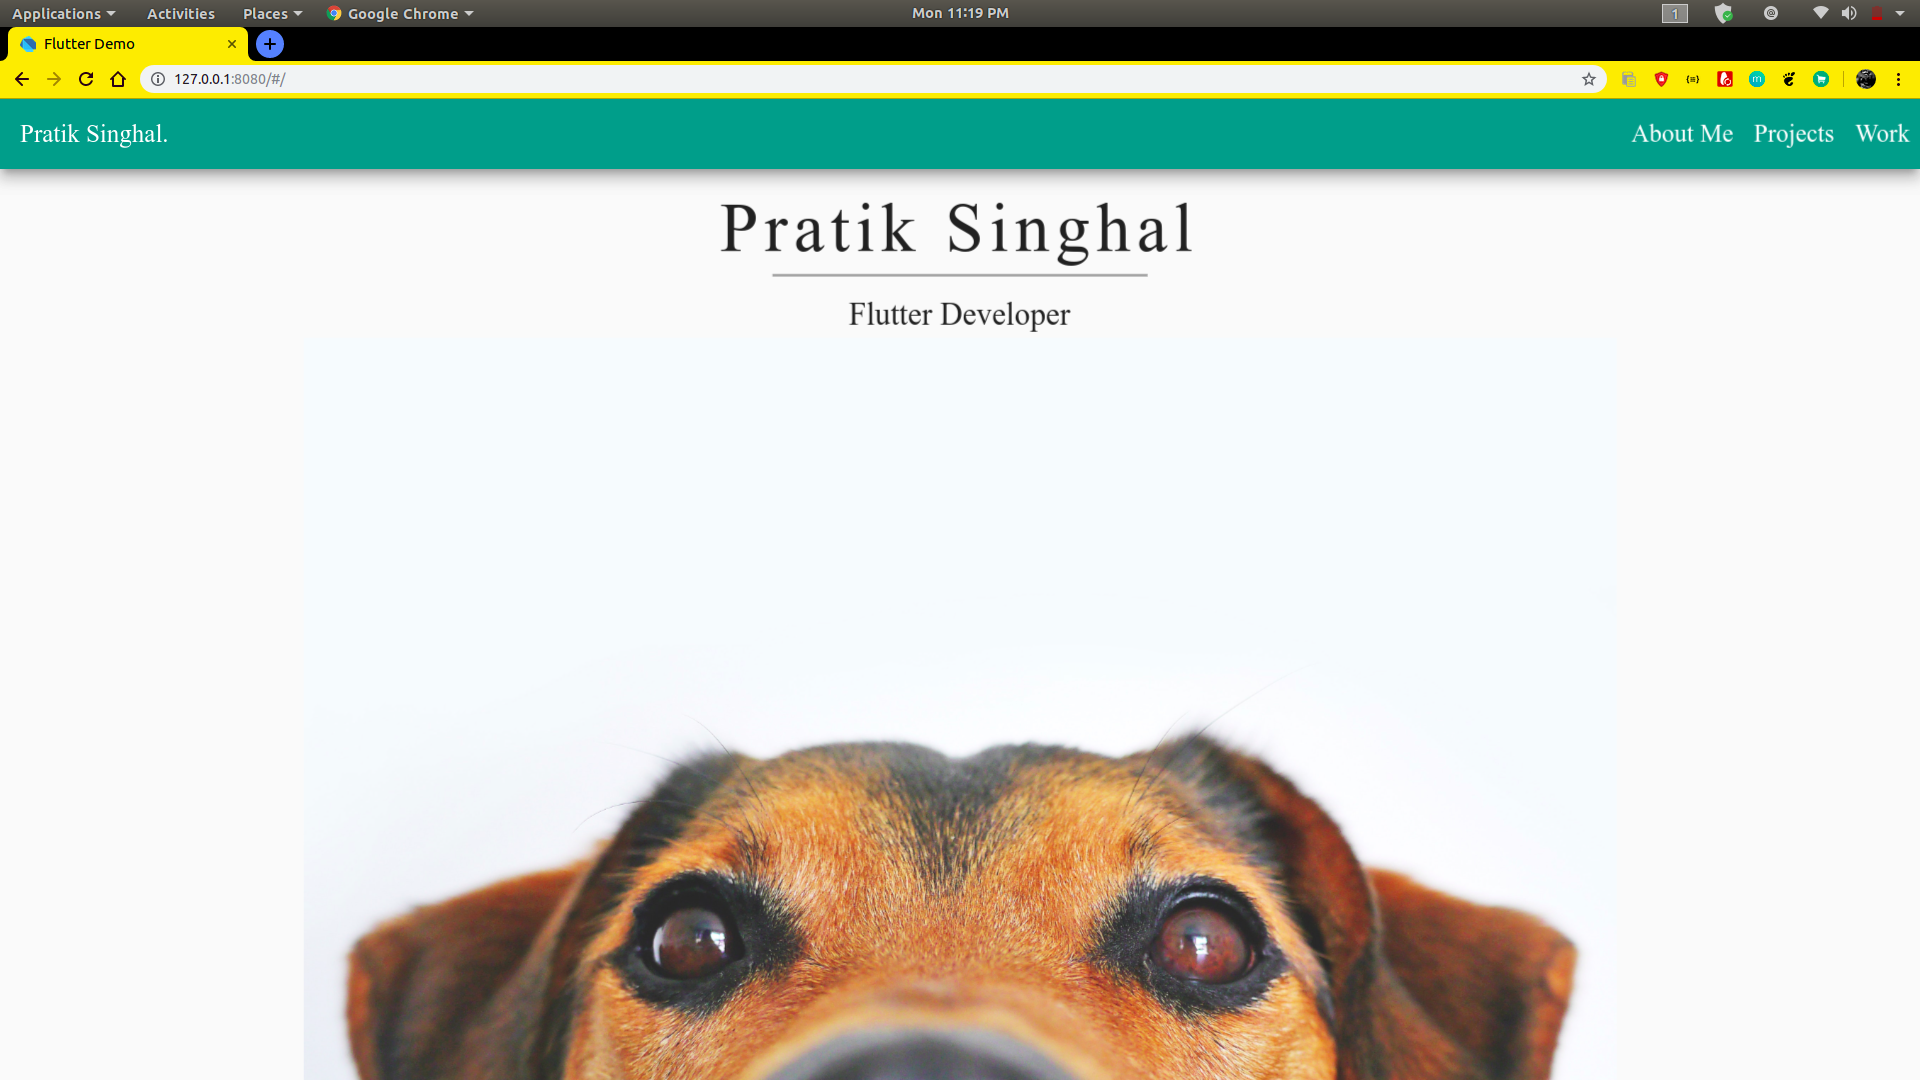 Applications Activities Places Google Chrome Mon 11:19 PM 1
Flutter Demo
127.0.0.1:8080/#/
Pratik Singhal. About Me Projects Work
Pratik Singhal
Flutter Developer